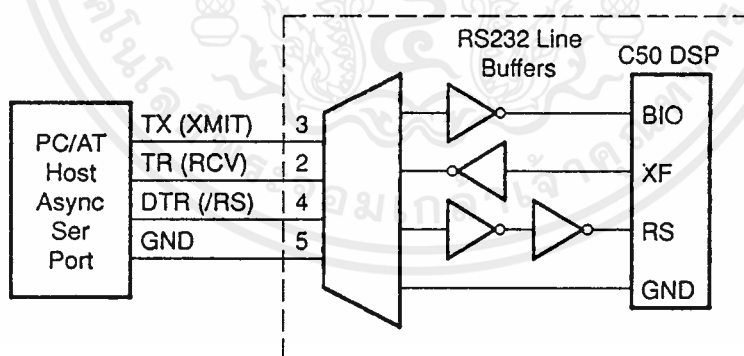 RS232 Line
Buffers
C50 DSP
PC/AT
Host
Async
Ser
Port
TX (XMIT) 3
TR (RCV) 2
DTR (/RS) 4
GND 5
BIO
XF
RS
GND